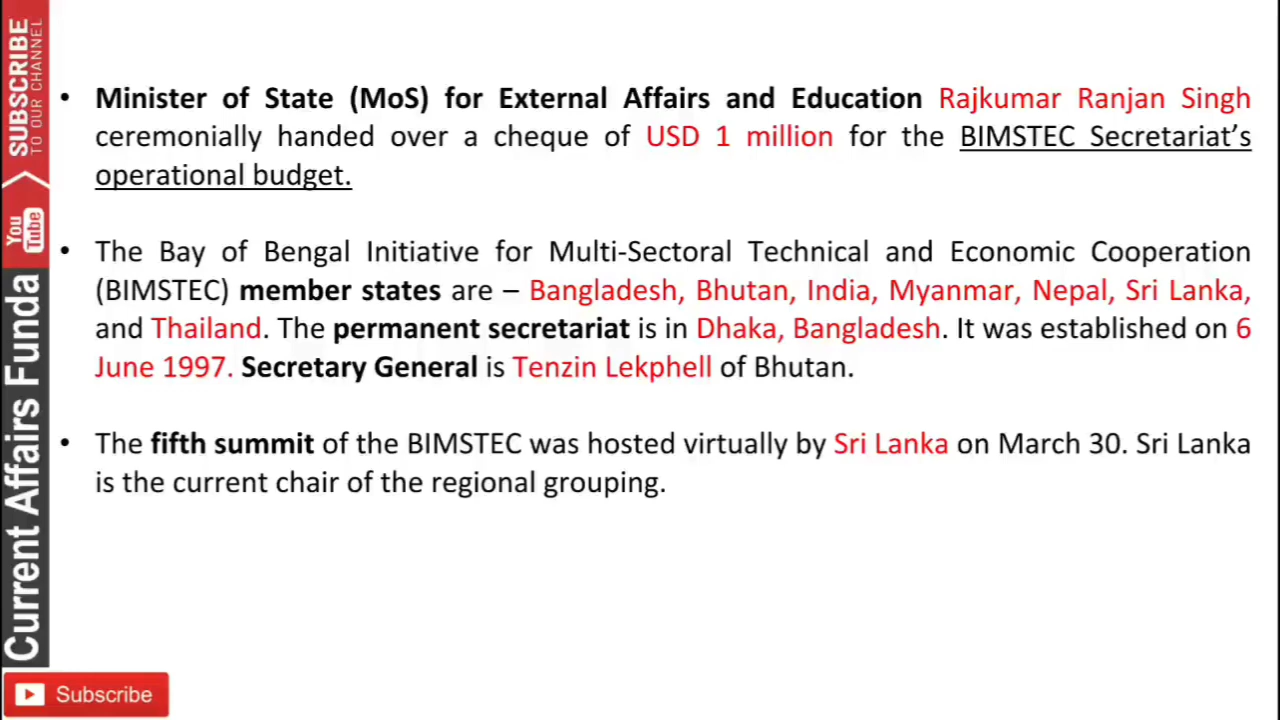 SUBSCRIBE
TO OUR CHANNEL
You
Tube
Current Affairs Funda
• Minister of State (MoS) for External Affairs and Education Rajkumar Ranjan Singh
ceremonially handed over a cheque of USD 1 million for the BIMSTEC Secretariat’s
operational budget.
• The Bay of Bengal Initiative for Multi-Sectoral Technical and Economic Cooperation
(BIMSTEC) member states are – Bangladesh, Bhutan, India, Myanmar, Nepal, Sri Lanka,
and Thailand. The permanent secretariat is in Dhaka, Bangladesh. It was established on 6
June 1997. Secretary General is Tenzin Lekphell of Bhutan.
• The fifth summit of the BIMSTEC was hosted virtually by Sri Lanka on March 30. Sri Lanka
is the current chair of the regional grouping.
Subscribe